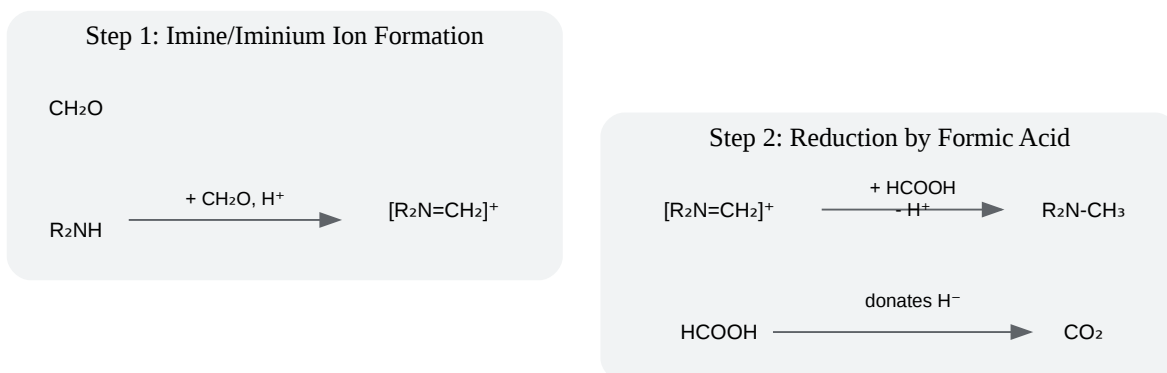 Step 1: Imine/Iminium Ion Formation
CH₂O
+ CH₂O, H⁺
R₂NH
[R₂N=CH₂]⁺
Step 2: Reduction by Formic Acid
[R₂N=CH₂]⁺
+ HCOOH
- H⁺
R₂N-CH₃
donates H⁻
HCOOH
CO₂